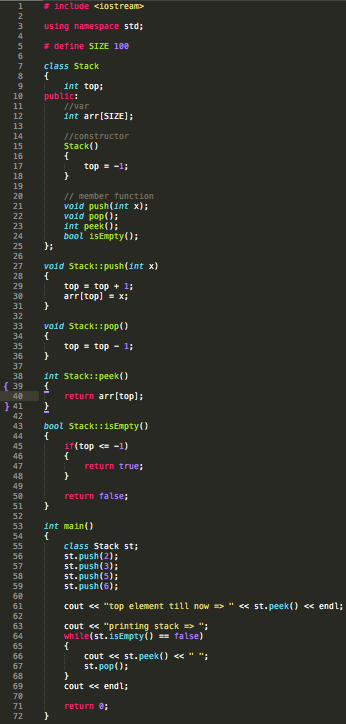 1 # include <iostream>
2
3 using namespace std;
4
5 # define SIZE 100
6
7 class Stack
8 {
9     int top;
10 public:
11     //var
12     int arr[SIZE];
13
14     //constructor
15     Stack()
16     {
17         top = -1;
18     }
19
20     // member function
21     void push(int x);
22     void pop();
23     int peek();
24     bool isEmpty();
25 };
26
27 void Stack::push(int x)
28 {
29     top = top + 1;
30     arr[top] = x;
31 }
32
33 void Stack::pop()
34 {
35     top = top - 1;
36 }
37
38 int Stack::peek()
{ 39 {
40     return arr[top];
} 41 }
42
43 bool Stack::isEmpty()
44 {
45     if(top <= -1)
46     {
47         return true;
48     }
49
50     return false;
51 }
52
53 int main()
54 {
55     class Stack st;
56     st.push(2);
57     st.push(3);
58     st.push(5);
59     st.push(6);
60
61     cout << "top element till now => " << st.peek() << endl;
62
63     cout << "printing stack => ";
64     while(st.isEmpty() == false)
65     {
66         cout << st.peek() << " ";
67         st.pop();
68     }
69     cout << endl;
70
71     return 0;
72 }